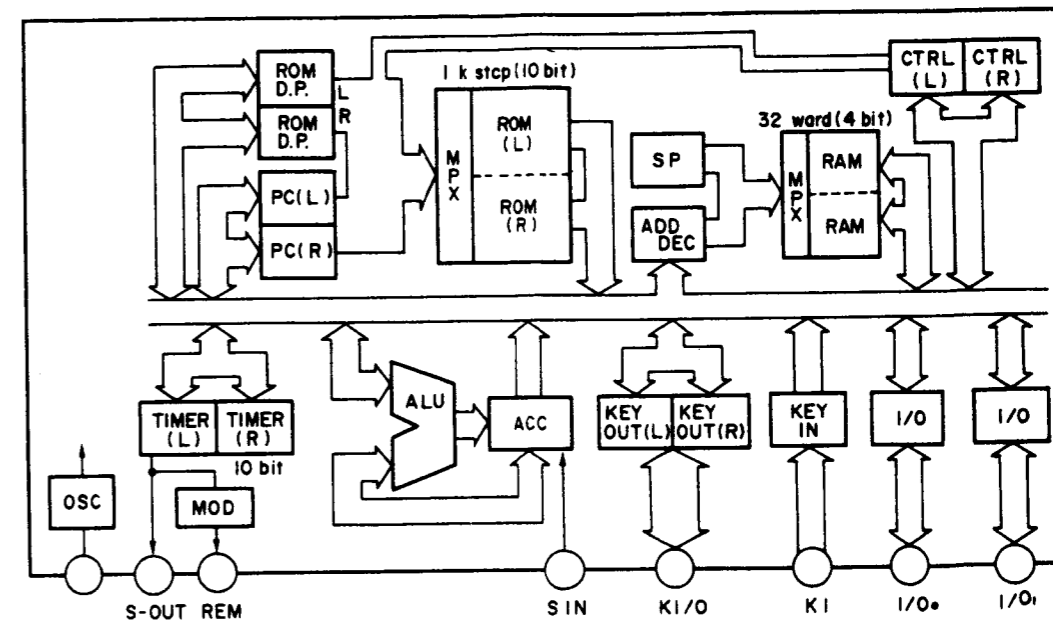 ROM
D.P.
L
R
ROM
D.P.
PC(L)
PC(R)
1 k stcp (10 bit)
MPX
ROM
(L)
ROM
(R)
SP
ADD
DEC
32 ward (4 bit)
MPX
RAM
RAM
CTRL
(L)
CTRL
(R)
TIMER
(L)
TIMER
(R)
10 bit
OSC
MOD
ALU
ACC
KEY
OUT(L)
KEY
OUT(R)
KEY
IN
I/O
I/O
S-OUT
REM
SIN
KI/O
KI
I/O₀
I/O₁